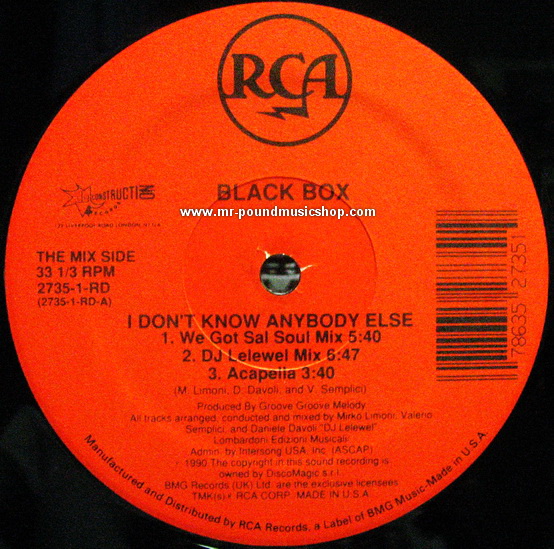 RCA
DECONSTRUCTION
RECORDS
BLACK BOX
www.mr-poundmusicshop.com
THE MIX SIDE
33 1/3 RPM
2735-1-RD
(2735-1-RD-A)
78635 27351
I DON'T KNOW ANYBODY ELSE
1. We Got Sal Soul Mix 5:40
2. DJ Lelewel Mix 6:47
3. Acapella 3:40
(M. Limoni, D. Davoli, and V. Semplici)
Produced By Groove Groove Melody
All tracks arranged, conducted and mixed by Mirko Limoni, Valerio
Semplici, and Daniele Davoli "DJ Lelewel"
Lombardoni Edizioni Musicali
Admin. by Intersong USA, Inc. (ASCAP)
1990 The copyright in this sound recording is
owned by DiscoMagic s.r.l.
BMG Records (UK) Ltd. are the exclusive licensees
TMK(s) ® RCA CORP. MADE IN U.S.A.
Manufactured and Distributed by RCA Records, a Label of BMG Music-Made in U.S.A.